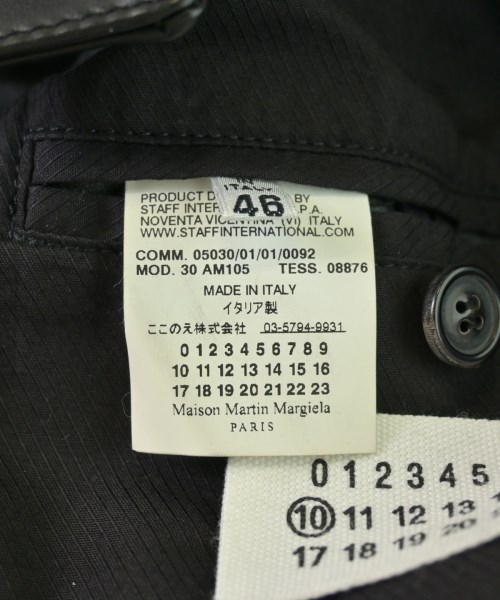 IN
ITALY
46
PRODUCT D BY
STAFF INTER .P.A.
NOVENTA VICENTINA (VI) ITALY
WWW.STAFFINTERNATIONAL.COM
COMM. 05030/01/01/0092
MOD. 30 AM105 TESS. 08876
MADE IN ITALY
イタリア製
ここのえ株式会社 03-5794-9931
0 1 2 3 4 5 6 7 8 9
10 11 12 13 14 15 16
17 18 19 20 21 22 23
Maison Martin Margiela
PARIS
0 1 2 3 4 5
10 11 12 13
17 18 19 20